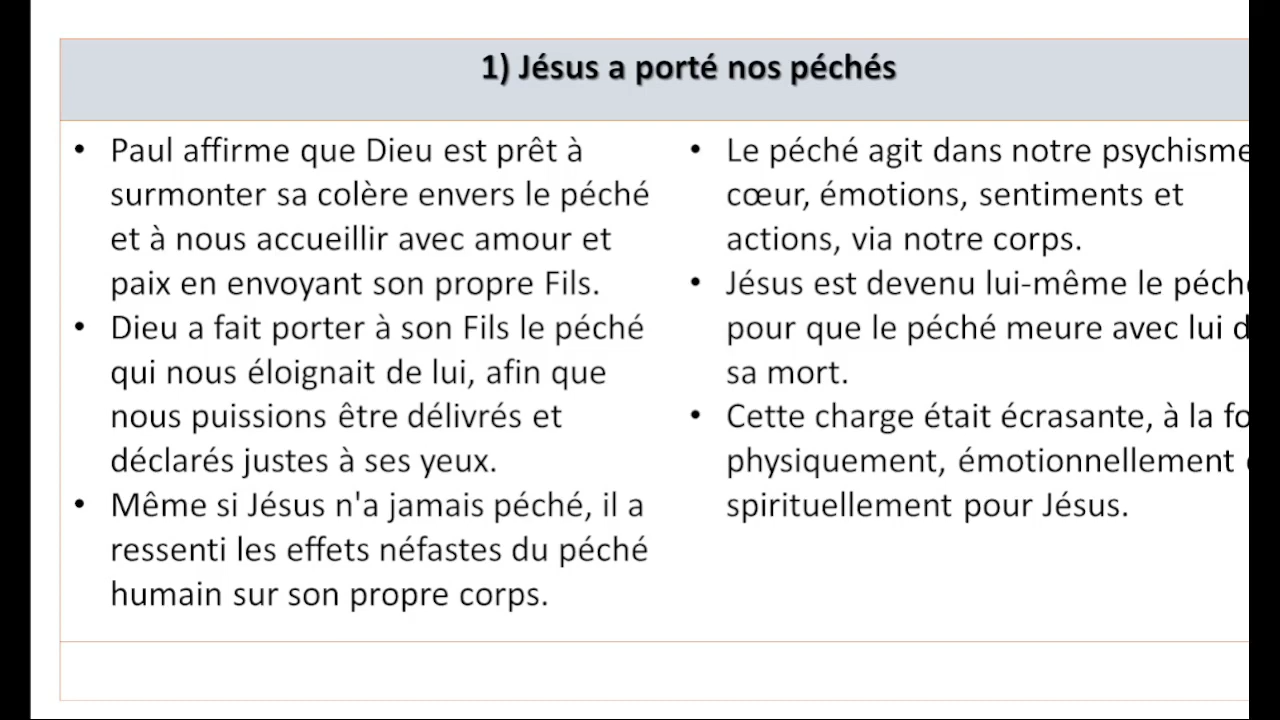 1) Jésus a porté nos péchés
• Paul affirme que Dieu est prêt à
surmonter sa colère envers le péché
et à nous accueillir avec amour et
paix en envoyant son propre Fils.
• Dieu a fait porter à son Fils le péché
qui nous éloignait de lui, afin que
nous puissions être délivrés et
déclarés justes à ses yeux.
• Même si Jésus n'a jamais péché, il a
ressenti les effets néfastes du péché
humain sur son propre corps.
• Le péché agit dans notre psychisme
cœur, émotions, sentiments et
actions, via notre corps.
• Jésus est devenu lui-même le
pour que le péché meure avec lui
sa mort.
• Cette charge était écrasante, à la
physiquement, émotionnellement
spirituellement pour Jésus.